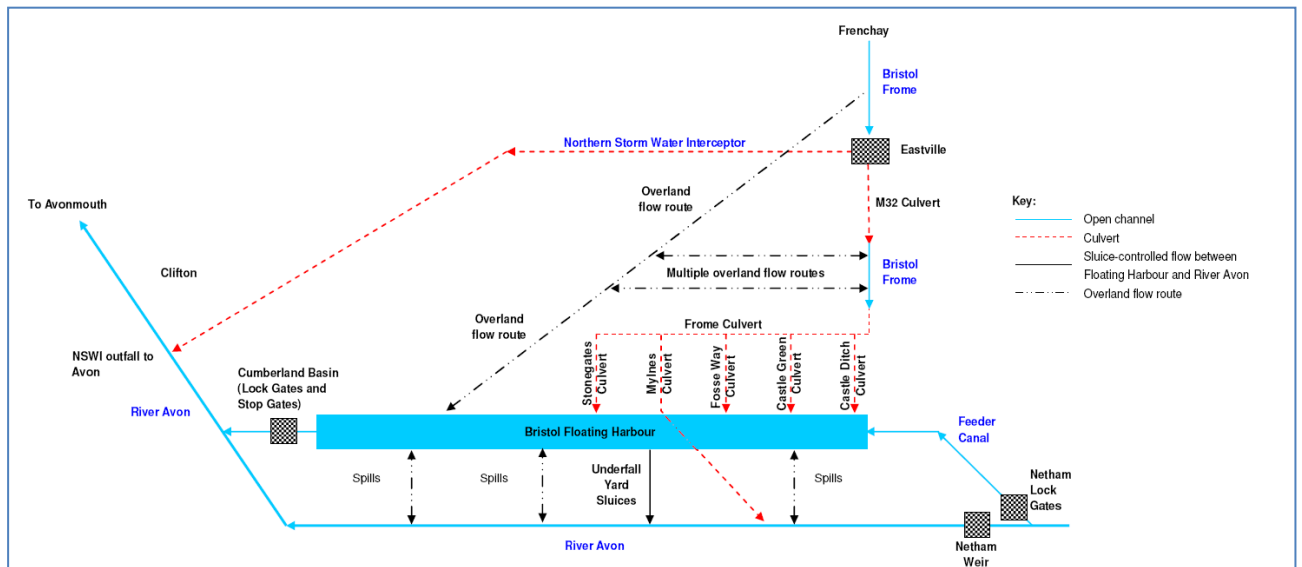 Frenchay
Bristol
Frome
Northern Storm Water Interceptor
Eastville
Overland
flow route
M32 Culvert
To Avonmouth
Key:
Open channel
Culvert
Sluice-controlled flow between
Floating Harbour and River Avon
Overland flow route
Clifton
Multiple overland flow routes
Bristol
Frome
Frome Culvert
Overland
flow route
NSWI outfall to
Avon
Cumberland Basin
(Lock Gates and
Stop Gates)
Stonegates
Culvert
Mylnes
Culvert
Fosse Way
Culvert
Castle Green
Culvert
Castle Ditch
Culvert
River Avon
Bristol Floating Harbour
Feeder
Canal
Spills
Spills
Underfall
Yard
Sluices
Spills
Netham
Lock
Gates
River Avon
Netham
Weir